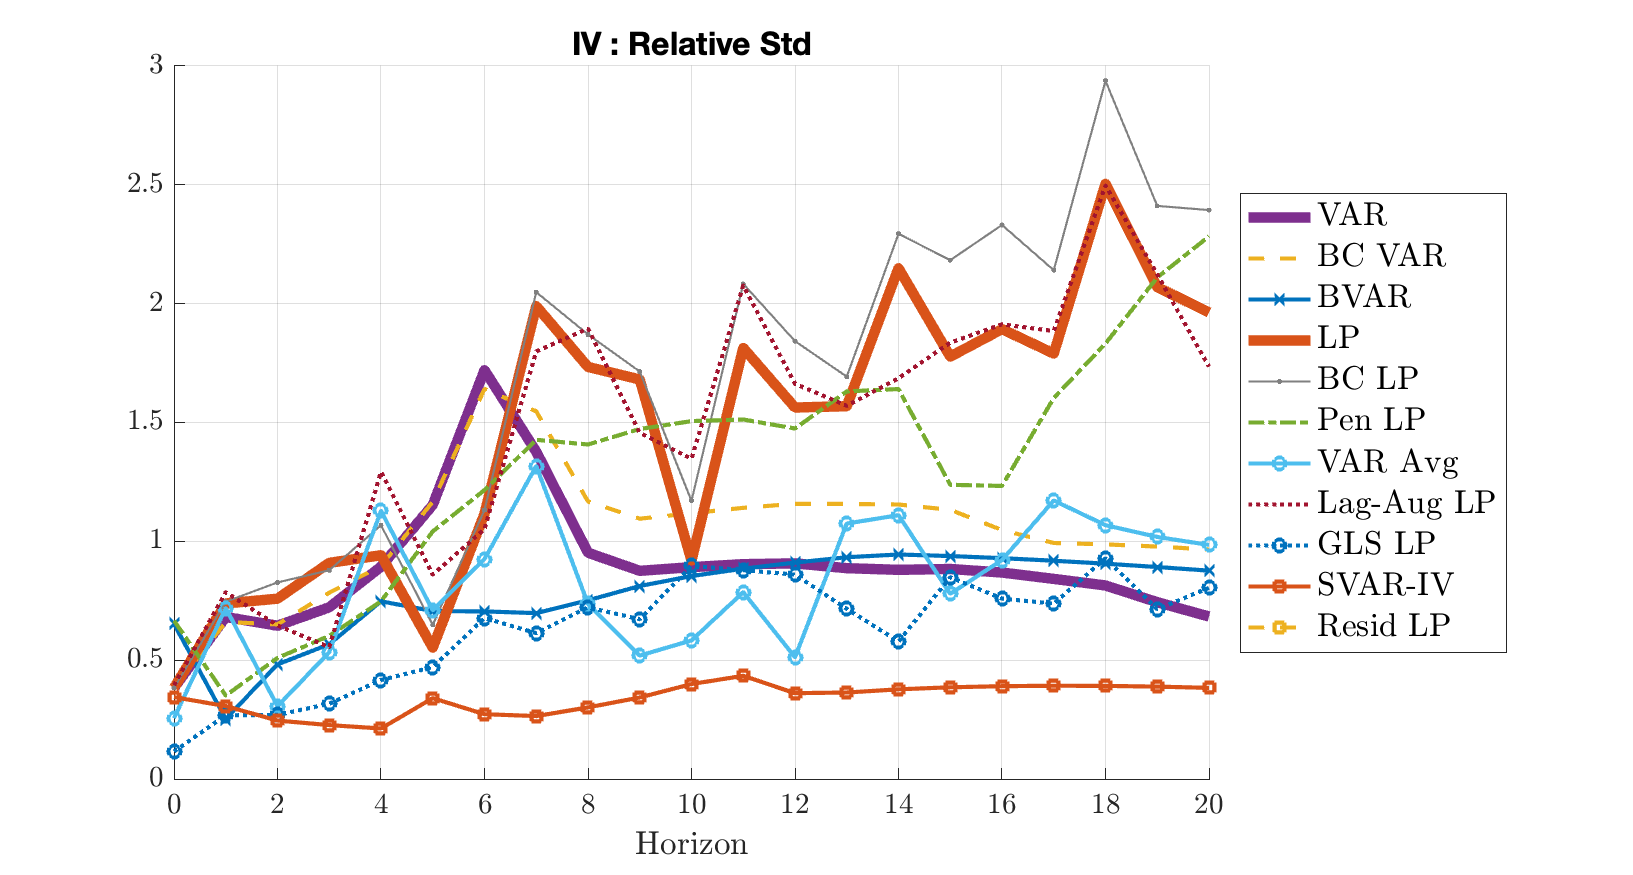 IV : Relative Std
3
2.5
2
1.5
1
0.5
0
0 2 4 6 8 10 12 14 16 18 20
Horizon
VAR
BC VAR
BVAR
LP
BC LP
Pen LP
VAR Avg
Lag-Aug LP
GLS LP
SVAR-IV
Resid LP